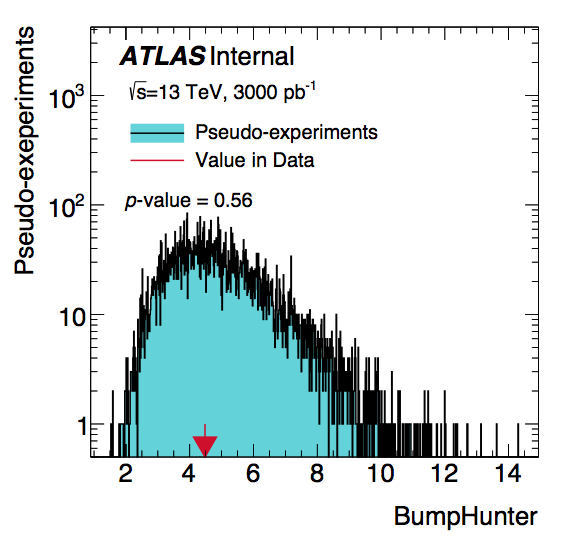 ATLAS Internal
√s=13 TeV, 3000 pb⁻¹
Pseudo-experiments
Value in Data
p-value = 0.56
Pseudo-exeperiments
10³
10²
10
1
2 4 6 8 10 12 14
BumpHunter